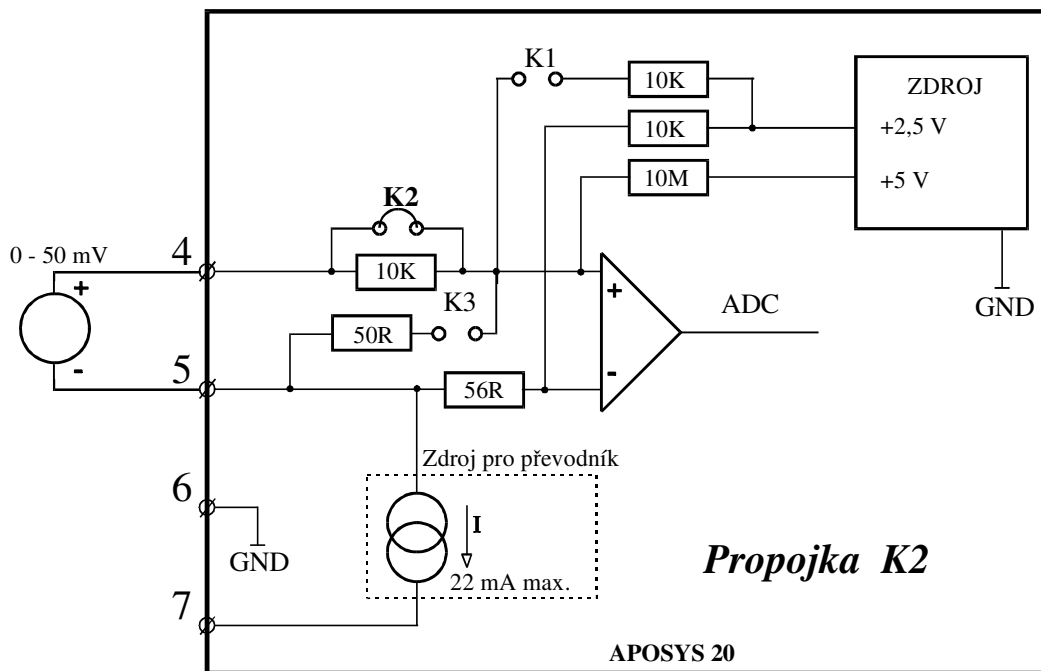 K1
10K
ZDROJ
10K
+2,5 V
10M
+5 V
K2
0 - 50 mV
4
+
10K
K3
+
ADC
GND
50R
-
5
56R
-
Zdroj pro převodník
6
GND
I
22 mA max.
Propojka K2
7
APOSYS 20